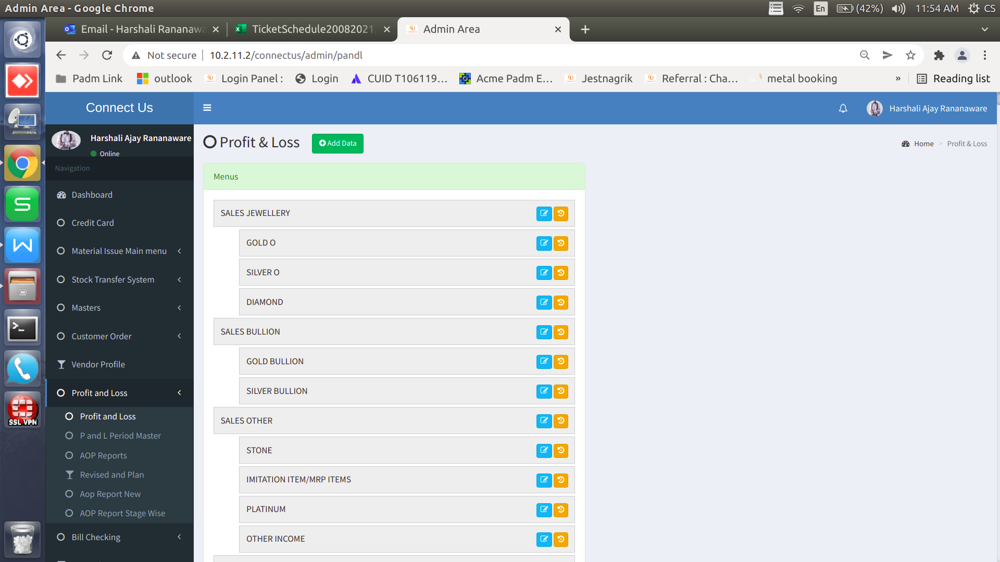 Admin Area - Google Chrome
En
(42%)
11:54 AM
CS
Email - Harshali Rananawa
TicketSchedule20082021.
Admin Area
Not secure
10.2.11.2/connectus/admin/pandl
Padm Link
outlook
Login Panel :
Login
CUID T106119...
Acme Padm E...
Jestnagrik
Referral : Cha...
metal booking
»
Reading list
Connect Us
Harshali Ajay Rananaware
Harshali Ajay Rananaware
Online
Navigation
Dashboard
Credit Card
Material Issue Main menu
Stock Transfer System
Masters
Customer Order
Vendor Profile
Profit and Loss
Profit and Loss
P and L Period Master
AOP Reports
Revised and Plan
Aop Report New
AOP Report Stage Wise
Bill Checking
SSL VPN
Profit & Loss
Add Data
Home > Profit & Loss
Menus
SALES JEWELLERY
GOLD O
SILVER O
DIAMOND
SALES BULLION
GOLD BULLION
SILVER BULLION
SALES OTHER
STONE
IMITATION ITEM/MRP ITEMS
PLATINUM
OTHER INCOME